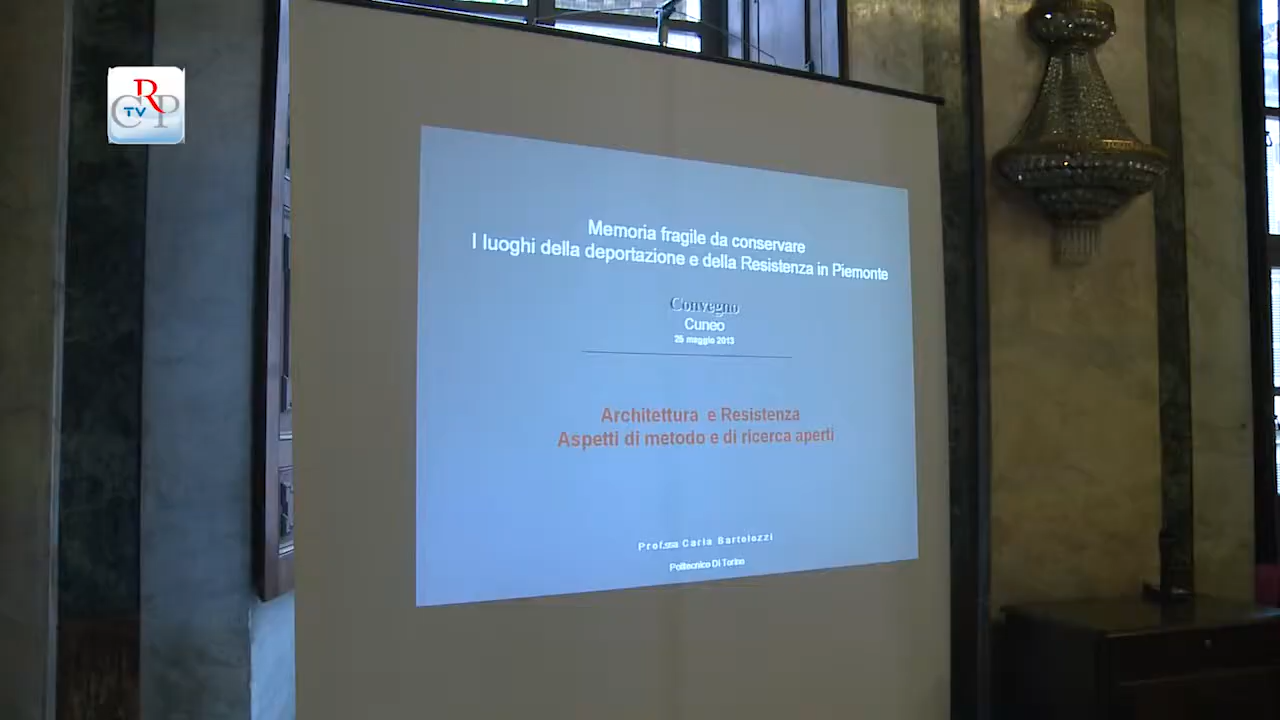 CRP
TV
Memoria fragile da conservare
I luoghi della deportazione e della Resistenza in Piemonte
Convegno
Cuneo
25 maggio 2013
Architettura e Resistenza
Aspetti di metodo e di ricerca aperti
Prof.ssa Carla Bartolozzi
Politecnico Di Torino